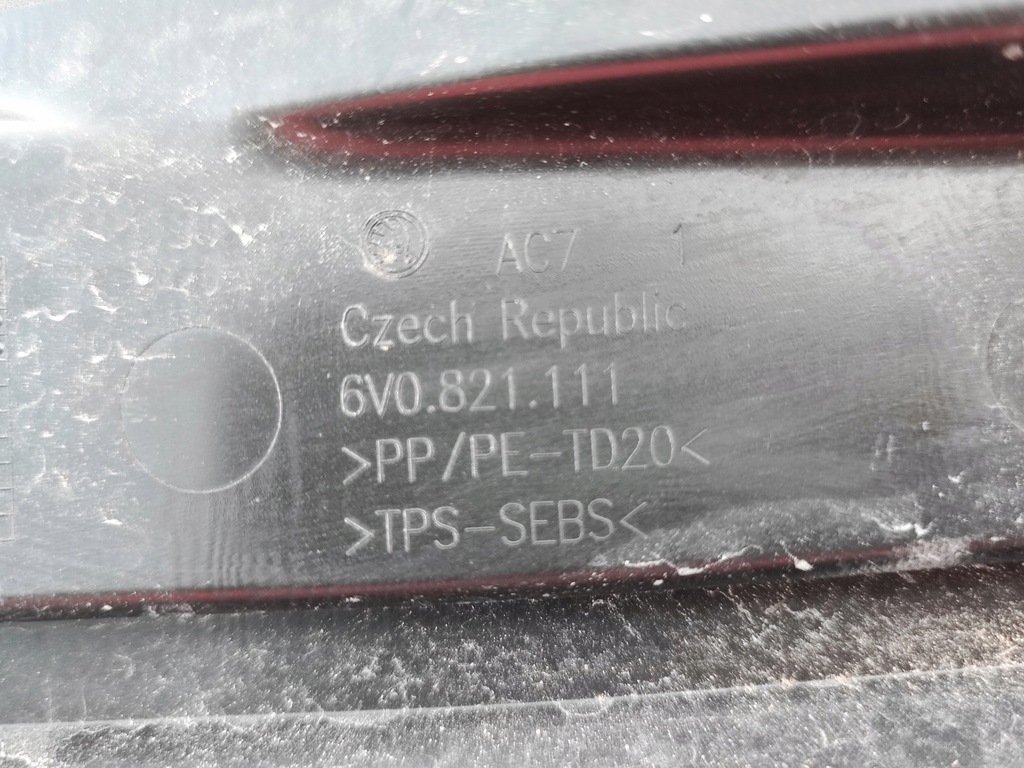 AC7 1
Czech Republic
6V0.821.111
>PP/PE-TD20<
>TPS-SEBS<